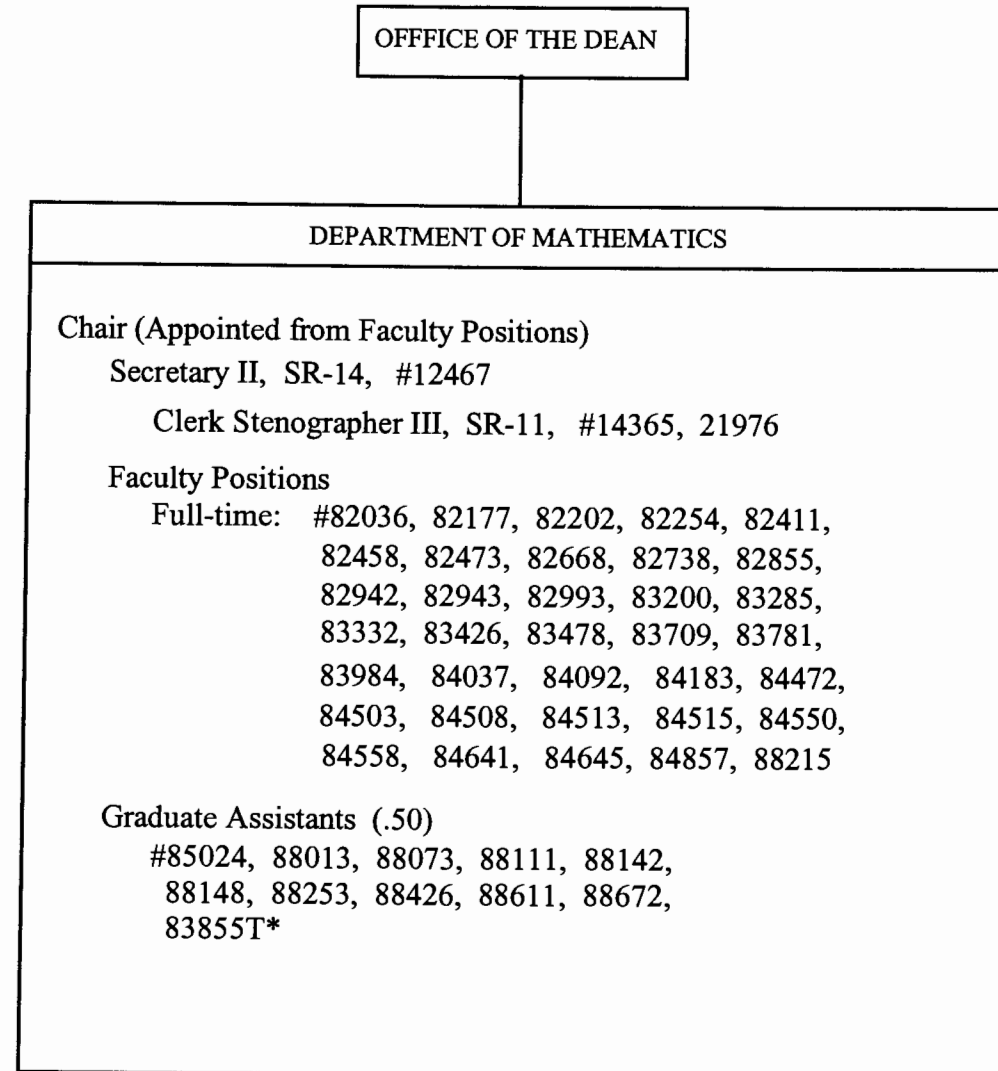 OFFFICE OF THE DEAN
DEPARTMENT OF MATHEMATICS
Chair (Appointed from Faculty Positions)
Secretary II, SR-14, #12467
Clerk Stenographer III, SR-11, #14365, 21976
Faculty Positions
Full-time: #82036, 82177, 82202, 82254, 82411,
82458, 82473, 82668, 82738, 82855,
82942, 82943, 82993, 83200, 83285,
83332, 83426, 83478, 83709, 83781,
83984, 84037, 84092, 84183, 84472,
84503, 84508, 84513, 84515, 84550,
84558, 84641, 84645, 84857, 88215
Graduate Assistants (.50)
#85024, 88013, 88073, 88111, 88142,
88148, 88253, 88426, 88611, 88672,
83855T*